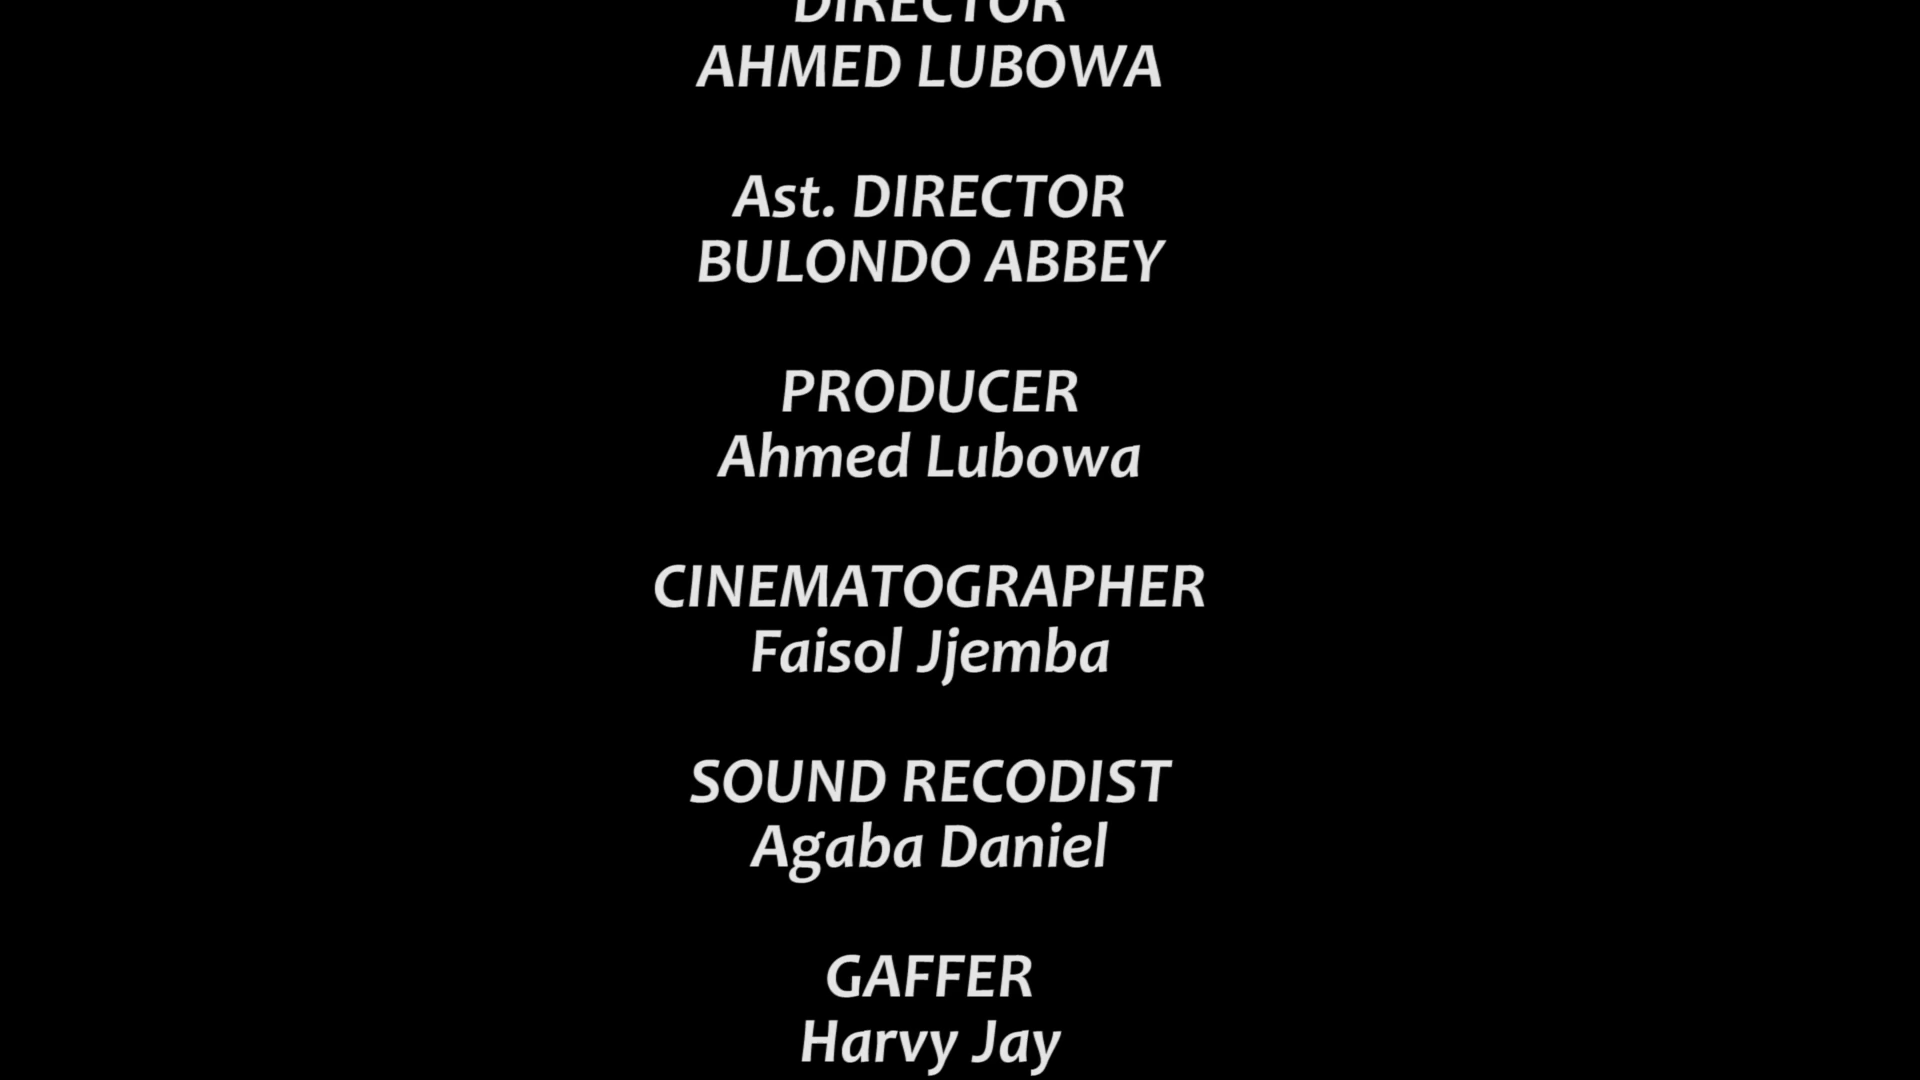 DIRECTOR
AHMED LUBOWA
Ast. DIRECTOR
BULONDO ABBEY
PRODUCER
Ahmed Lubowa
CINEMATOGRAPHER
Faisol Jjemba
SOUND RECODIST
Agaba Daniel
GAFFER
Harvy Jay